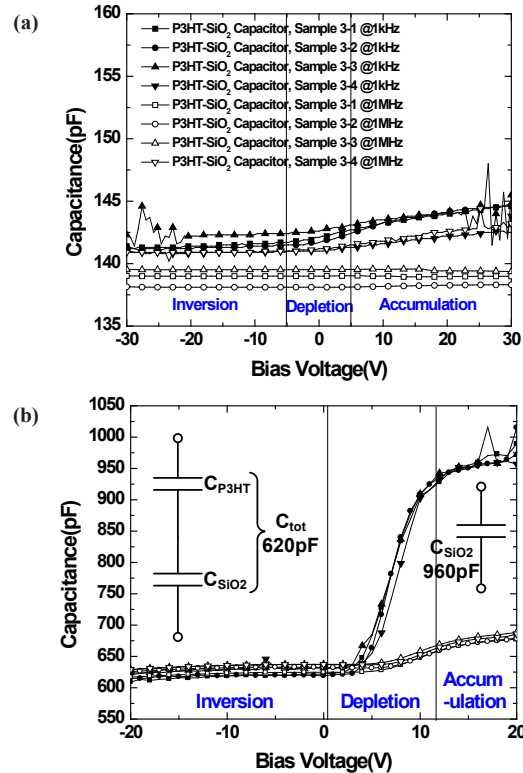 (a)
160
155
150
145
140
135
Capacitance(pF)
P3HT-SiO2 Capacitor, Sample 3-1 @1kHz
P3HT-SiO2 Capacitor, Sample 3-2 @1kHz
P3HT-SiO2 Capacitor, Sample 3-3 @1kHz
P3HT-SiO2 Capacitor, Sample 3-4 @1kHz
P3HT-SiO2 Capacitor, Sample 3-1 @1MHz
P3HT-SiO2 Capacitor, Sample 3-2 @1MHz
P3HT-SiO2 Capacitor, Sample 3-3 @1MHz
P3HT-SiO2 Capacitor, Sample 3-4 @1MHz
Inversion Depletion Accumulation
-30 -20 -10 0 10 20 30
Bias Voltage(V)
(b)
1050
1000
950
900
850
800
750
700
650
600
550
Capacitance(pF)
CP3HT
CSiO2
Ctot
620pF
CSiO2
960pF
Inversion Depletion Accum
-ulation
-20 -15 -10 -5 0 5 10 15 20
Bias Voltage(V)